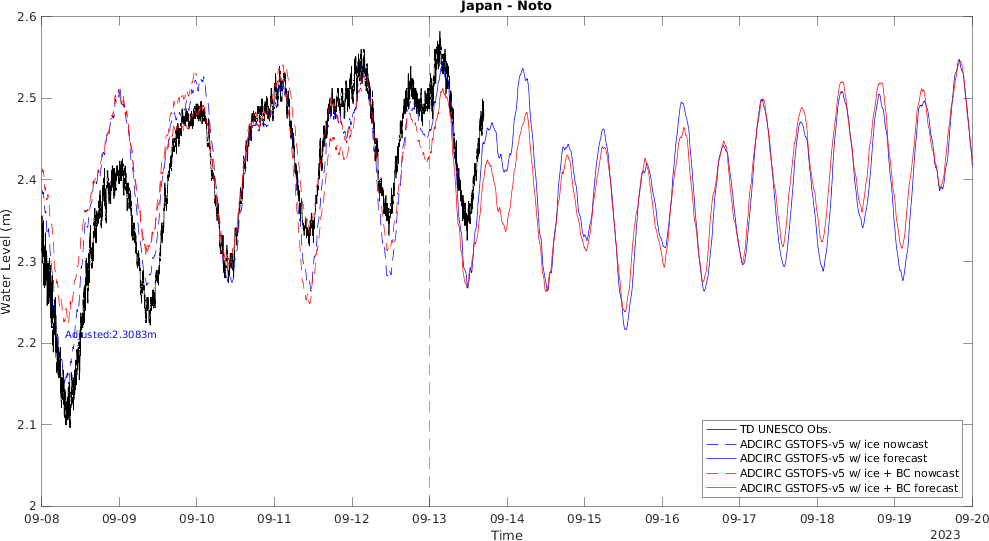 Japan - Noto
2.6
2.5
2.4
2.3
2.2
2.1
2
Water Level (m)
Adjusted:2.3083m
TD UNESCO Obs.
ADCIRC GSTOFS-v5 w/ ice nowcast
ADCIRC GSTOFS-v5 w/ ice forecast
ADCIRC GSTOFS-v5 w/ ice + BC nowcast
ADCIRC GSTOFS-v5 w/ ice + BC forecast
09-08 09-09 09-10 09-11 09-12 09-13 09-14 09-15 09-16 09-17 09-18 09-19 09-20
Time
2023